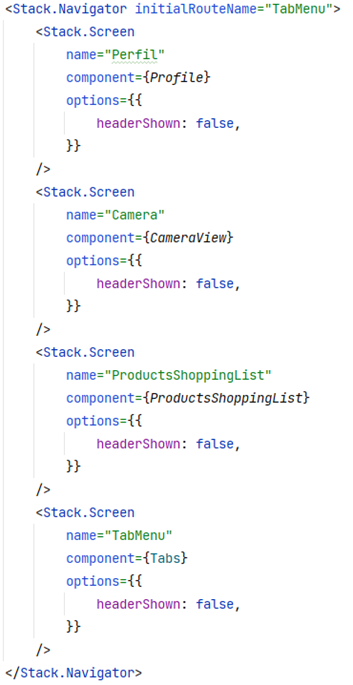 <Stack.Navigator initialRouteName="TabMenu">
    <Stack.Screen
        name="Perfil"
        component={Profile}
        options={{
            headerShown: false,
        }}
    />
    <Stack.Screen
        name="Camera"
        component={CameraView}
        options={{
            headerShown: false,
        }}
    />
    <Stack.Screen
        name="ProductsShoppingList"
        component={ProductsShoppingList}
        options={{
            headerShown: false,
        }}
    />
    <Stack.Screen
        name="TabMenu"
        component={Tabs}
        options={{
            headerShown: false,
        }}
    />
</Stack.Navigator>